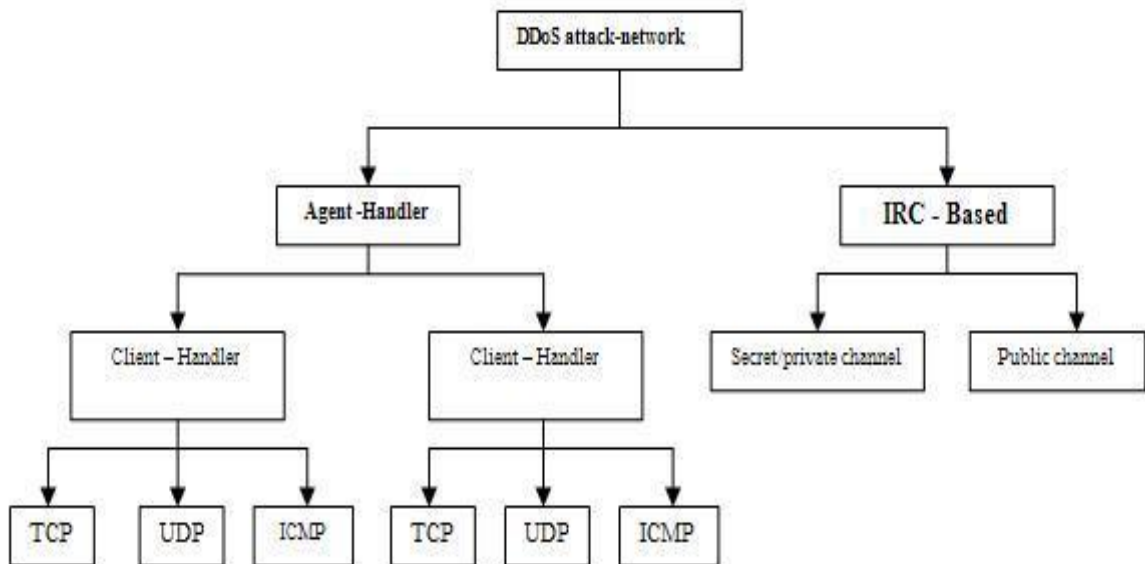 DDoS attack-network
Agent -Handler
IRC - Based
Client – Handler
Client – Handler
Secret/private channel
Public channel
TCP
UDP
ICMP
TCP
UDP
ICMP